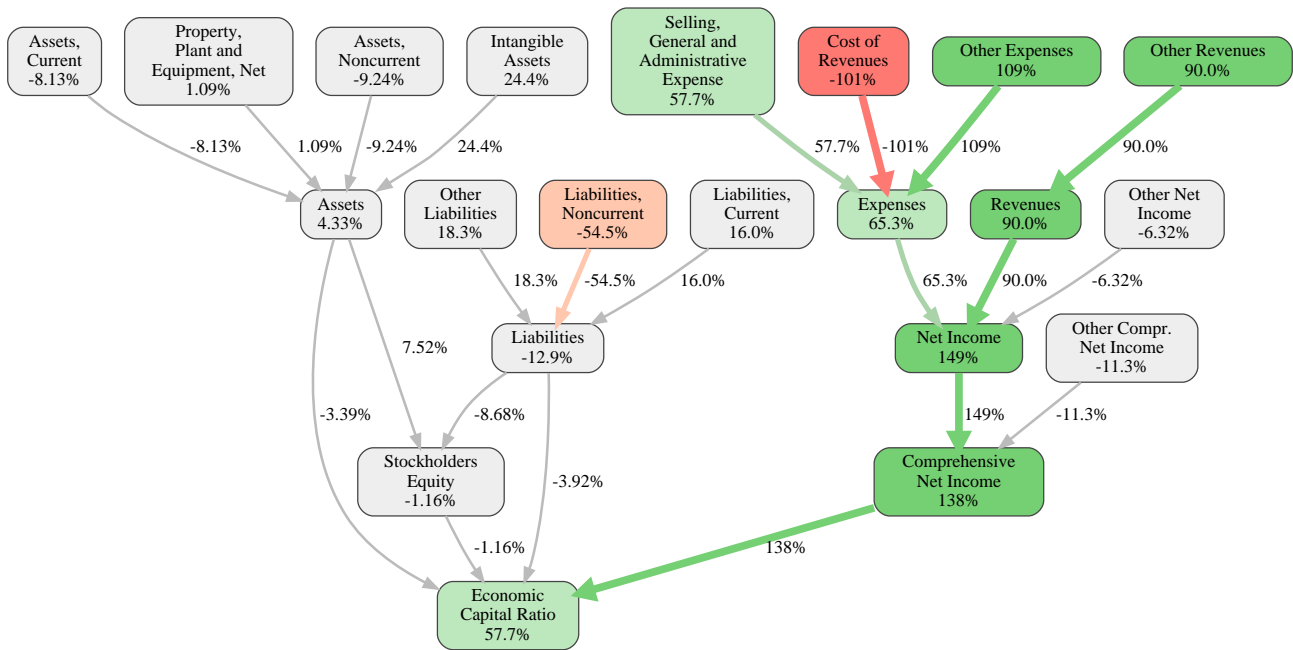 Assets,
Current
-8.13%
Property,
Plant and
Equipment, Net
1.09%
Assets,
Noncurrent
-9.24%
Intangible
Assets
24.4%
Selling,
General and
Administrative
Expense
57.7%
Cost of
Revenues
-101%
Other Expenses
109%
Other Revenues
90.0%
-8.13%
1.09%
-9.24%
24.4%
57.7%
-101%
109%
90.0%
Assets
4.33%
Other
Liabilities
18.3%
Liabilities,
Noncurrent
-54.5%
Liabilities,
Current
16.0%
Expenses
65.3%
Revenues
90.0%
Other Net
Income
-6.32%
18.3%
-54.5%
16.0%
65.3%
90.0%
-6.32%
Liabilities
-12.9%
Net Income
149%
Other Compr.
Net Income
-11.3%
7.52%
-3.39%
-8.68%
149%
-11.3%
Stockholders
Equity
-1.16%
-3.92%
Comprehensive
Net Income
138%
-1.16%
138%
Economic
Capital Ratio
57.7%